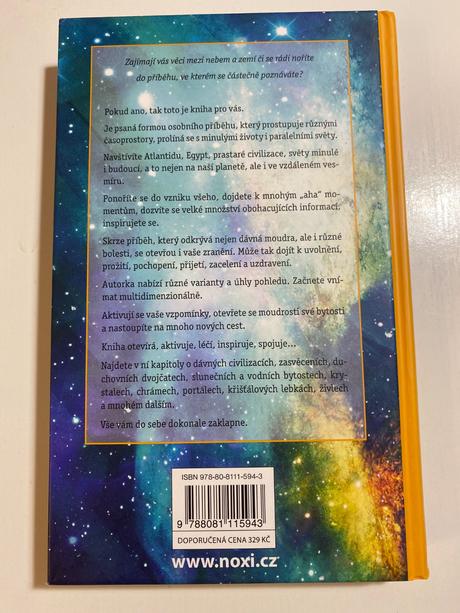 Zajímají vás věci mezi nebem a zemí či se rádi noříte
do příběhu, ve kterém se částečně poznáváte?
Pokud ano, tak toto je kniha pro vás.
Je psaná formou osobního příběhu, který prostupuje různými
časoprostory, prolíná se s minulými životy i paralelními světy.
Navštívíte Atlantidu, Egypt, prastaré civilizace, světy minulé
i budoucí, a to nejen na naší planetě, ale i ve vzdáleném ves-
míru.
Ponoříte se do vzniku všeho, dojdete k mnohým „aha" mo-
mentům, dozvíte se velké množství obohacujících informací,
inspirujete se.
Skrze příběh, který odkrývá nejen dávná moudra, ale i různé
bolesti, se otevřou i vaše zranění. Může tak dojít k uvolnění,
prožití, pochopení, přijetí, zacelení a uzdravení.
Autorka nabízí různé varianty a úhly pohledu. Začnete vní-
mat multidimenzionálně.
Aktivují se vaše vzpomínky, otevřete se moudrosti své bytosti
a nastoupíte na mnoho nových cest.
Kniha otevírá, aktivuje, léčí, inspiruje, spojuje...
Najdete v ní kapitoly o dávných civilizacích, zasvěceních, du-
chovních dvojčatech, slunečních a vodních bytostech, kry-
stalech, chrámech, portálech, křišťálových lebkách, živlech
a mnohém dalším.
Vše vám do sebe dokonale zaklapne.
ISBN 978-80-8111-594-3
9 788081 115943
DOPORUČENÁ CENA 329 KČ
www.noxi.cz